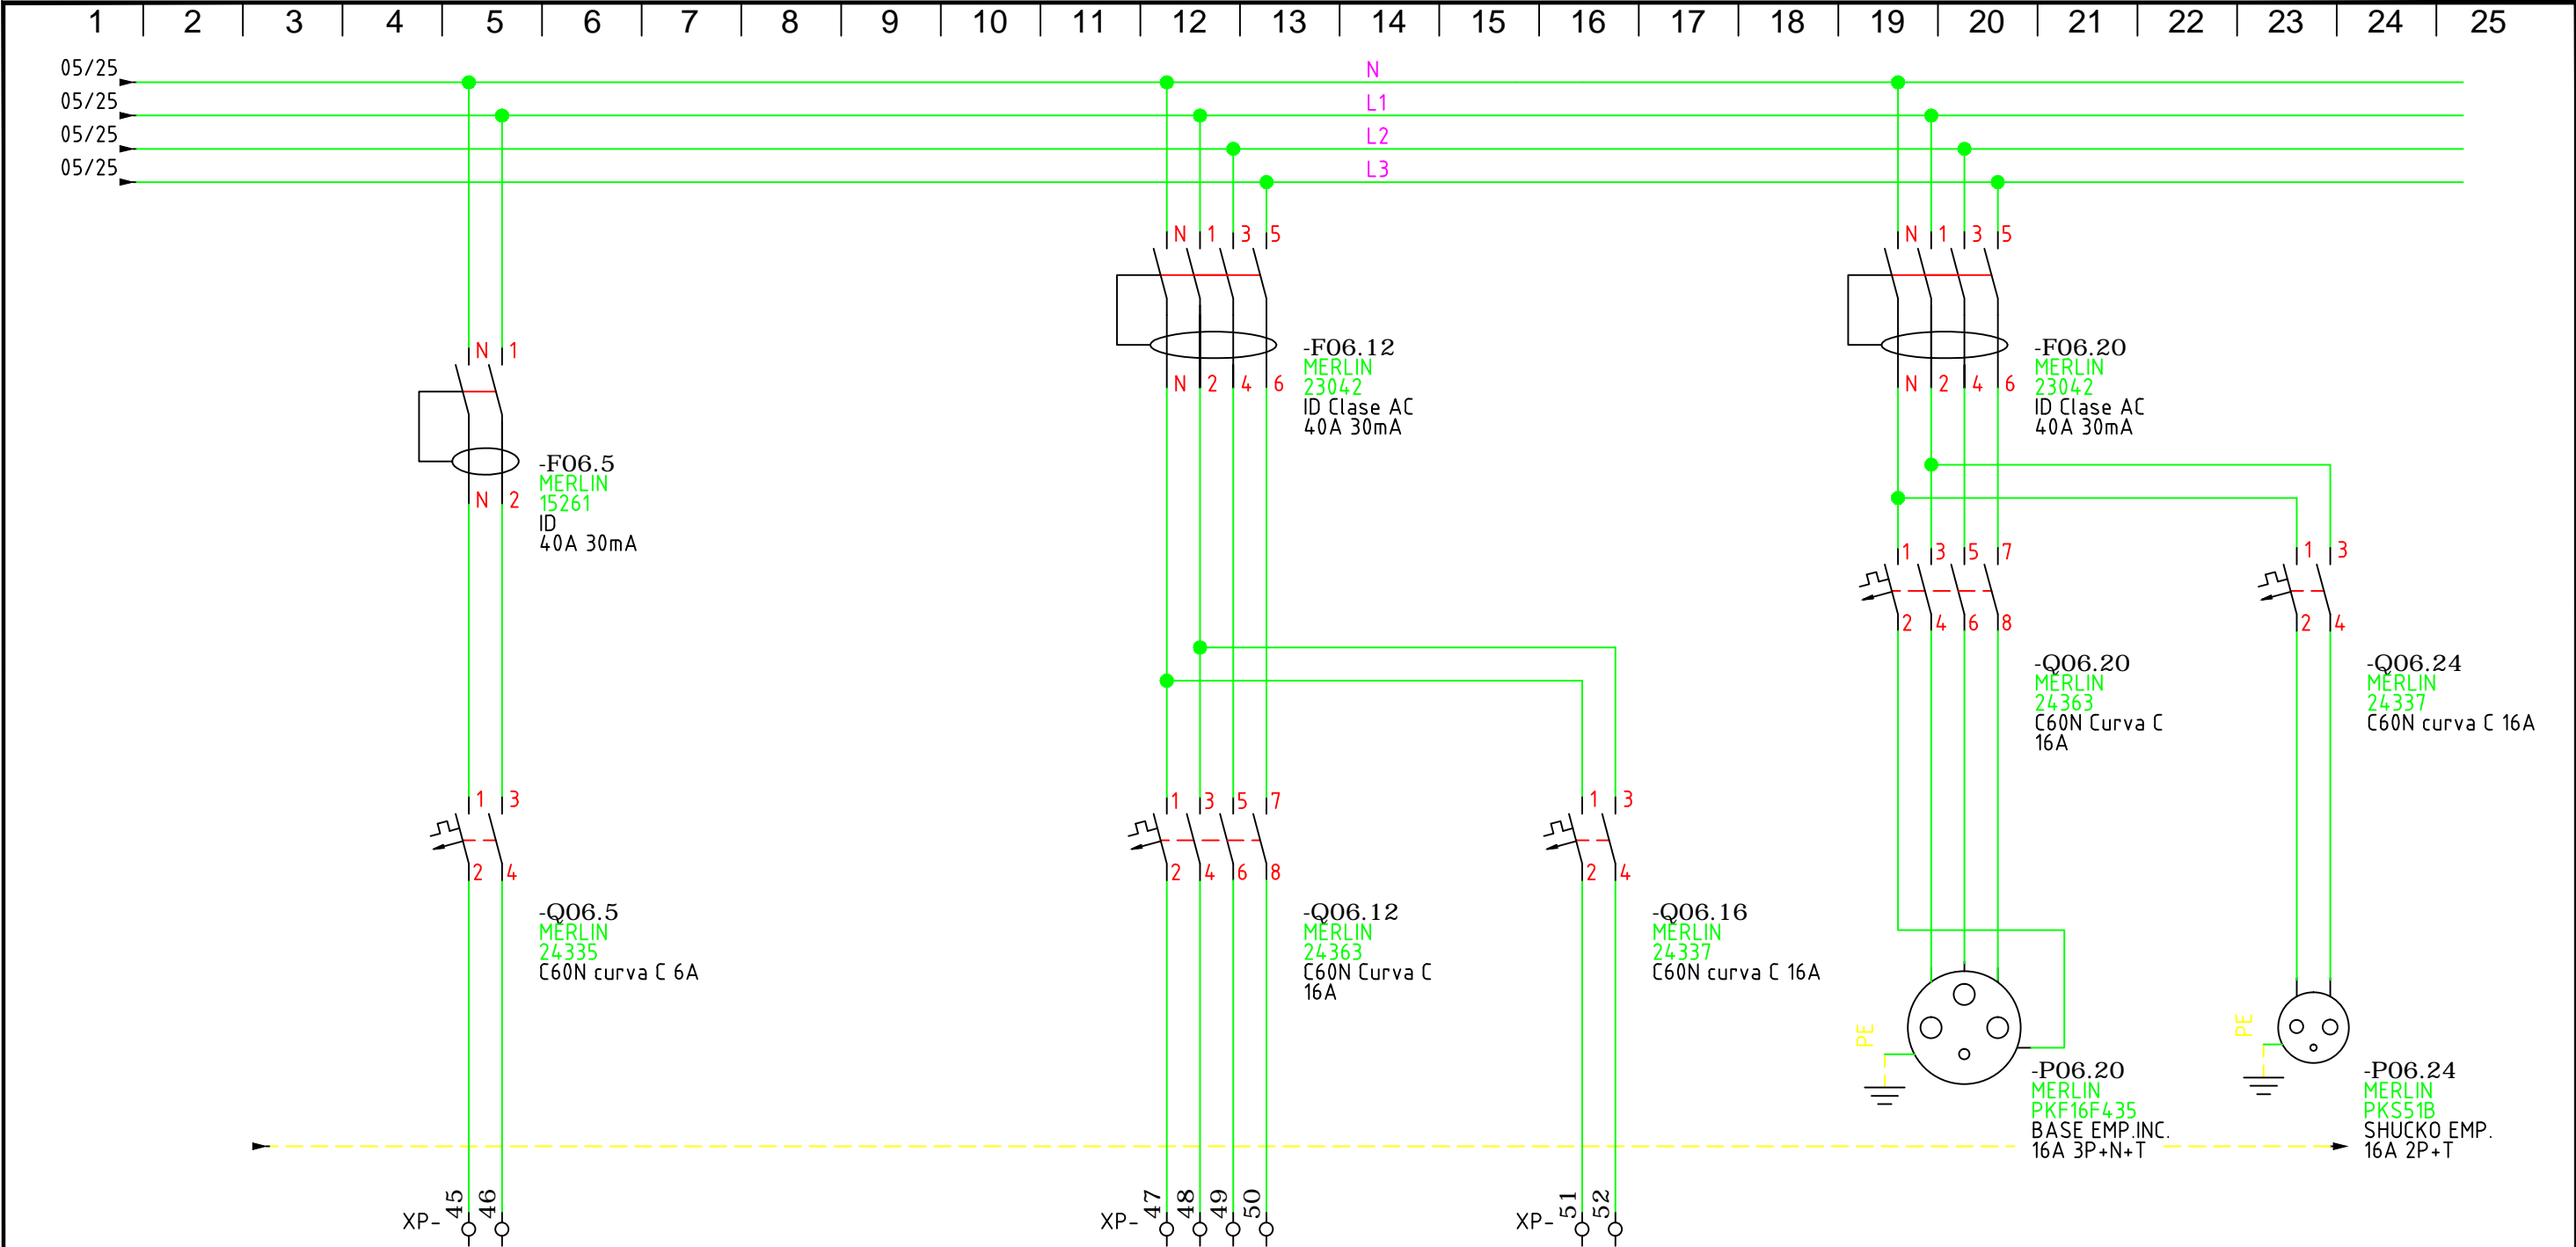 1 2 3 4 5 6 7 8 9 10 11 12 13 14 15 16 17 18 19 20 21 22 23 24 25
05/25 N
05/25 L1
05/25 L2
05/25 L3
N 1 3 5
N 1 3 5
-F06.12
MERLIN
23042
ID Clase AC
40A 30mA
N 2 4 6
-F06.20
MERLIN
23042
ID Clase AC
40A 30mA
N 2 4 6
N 1
-F06.5
MERLIN
15261
ID
40A 30mA
N 2
1 3 5 7
2 4 6 8
-Q06.20
MERLIN
24363
C60N Curva C
16A
1 3
2 4
-Q06.24
MERLIN
24337
C60N curva C 16A
1 3
2 4
-Q06.5
MERLIN
24335
C60N curva C 6A
1 3 5 7
2 4 6 8
-Q06.12
MERLIN
24363
C60N Curva C
16A
1 3
2 4
-Q06.16
MERLIN
24337
C60N curva C 16A
PE
-P06.20
MERLIN
PKF16F435
BASE EMP.INC.
16A 3P+N+T
PE
-P06.24
MERLIN
PKS51B
SHUCKO EMP.
16A 2P+T
XP- 45 46
XP- 47 48 49 50
XP- 51 52